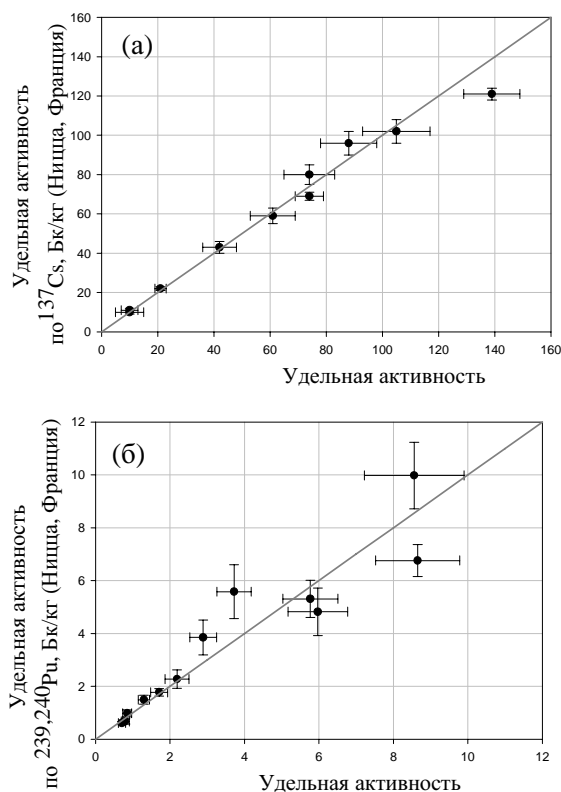 (а)
Удельная активность
по ¹³⁷Cs, Бк/кг (Ницца, Франция)
160
140
120
100
80
60
40
20
0
0 20 40 60 80 100 120 140 160
Удельная активность
(б)
Удельная активность
по ²³⁹,²⁴⁰Pu, Бк/кг (Ницца, Франция)
12
10
8
6
4
2
0
0 2 4 6 8 10 12
Удельная активность